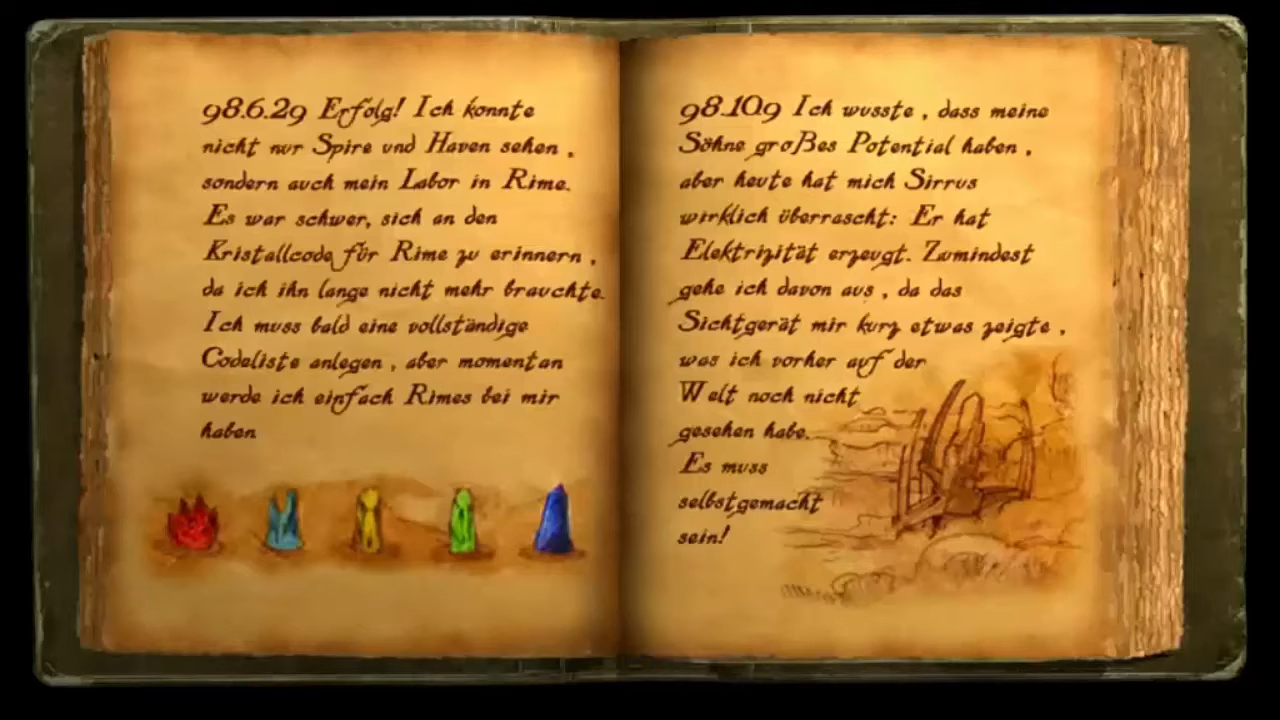 98.6.29 Erfolg! Ich konnte
nicht nur Spire und Haven sehen,
sondern auch mein Labor in Rime.
Es war schwer, sich an den
Kristallcode für Rime zu erinnern,
da ich ihn lange nicht mehr brauchte.
Ich muss bald eine vollständige
Codeliste anlegen, aber momentan
werde ich einfach Rimes bei mir
haben
98.10.9 Ich wusste, dass meine
Söhne großes Potential haben,
aber heute hat mich Sirrus
wirklich überrascht: Er hat
Elektrizität erzeugt. Zumindest
gehe ich davon aus, da das
Sichtgerät mir kurz etwas zeigte,
was ich vorher auf der
Welt noch nicht
gesehen habe.
Es muss
selbstgemacht
sein!